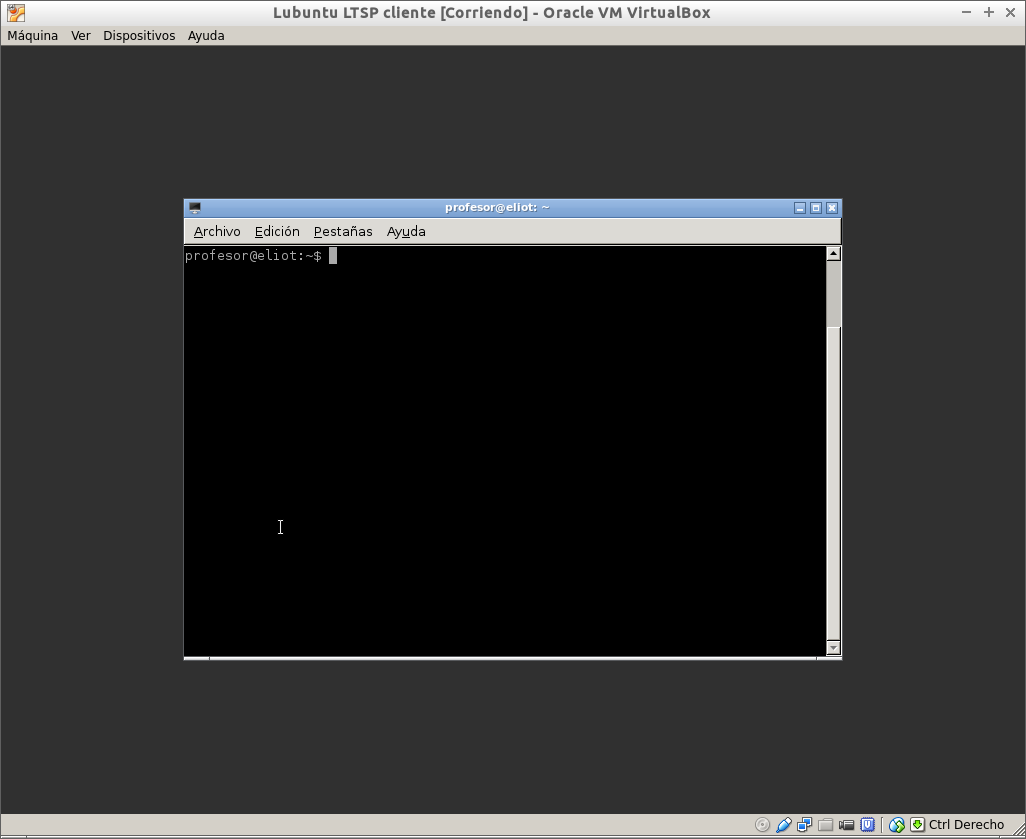 Lubuntu LTSP cliente [Corriendo] - Oracle VM VirtualBox
Máquina Ver Dispositivos Ayuda
profesor@eliot: ~
Archivo Edición Pestañas Ayuda
profesor@eliot:~$
Ctrl Derecho